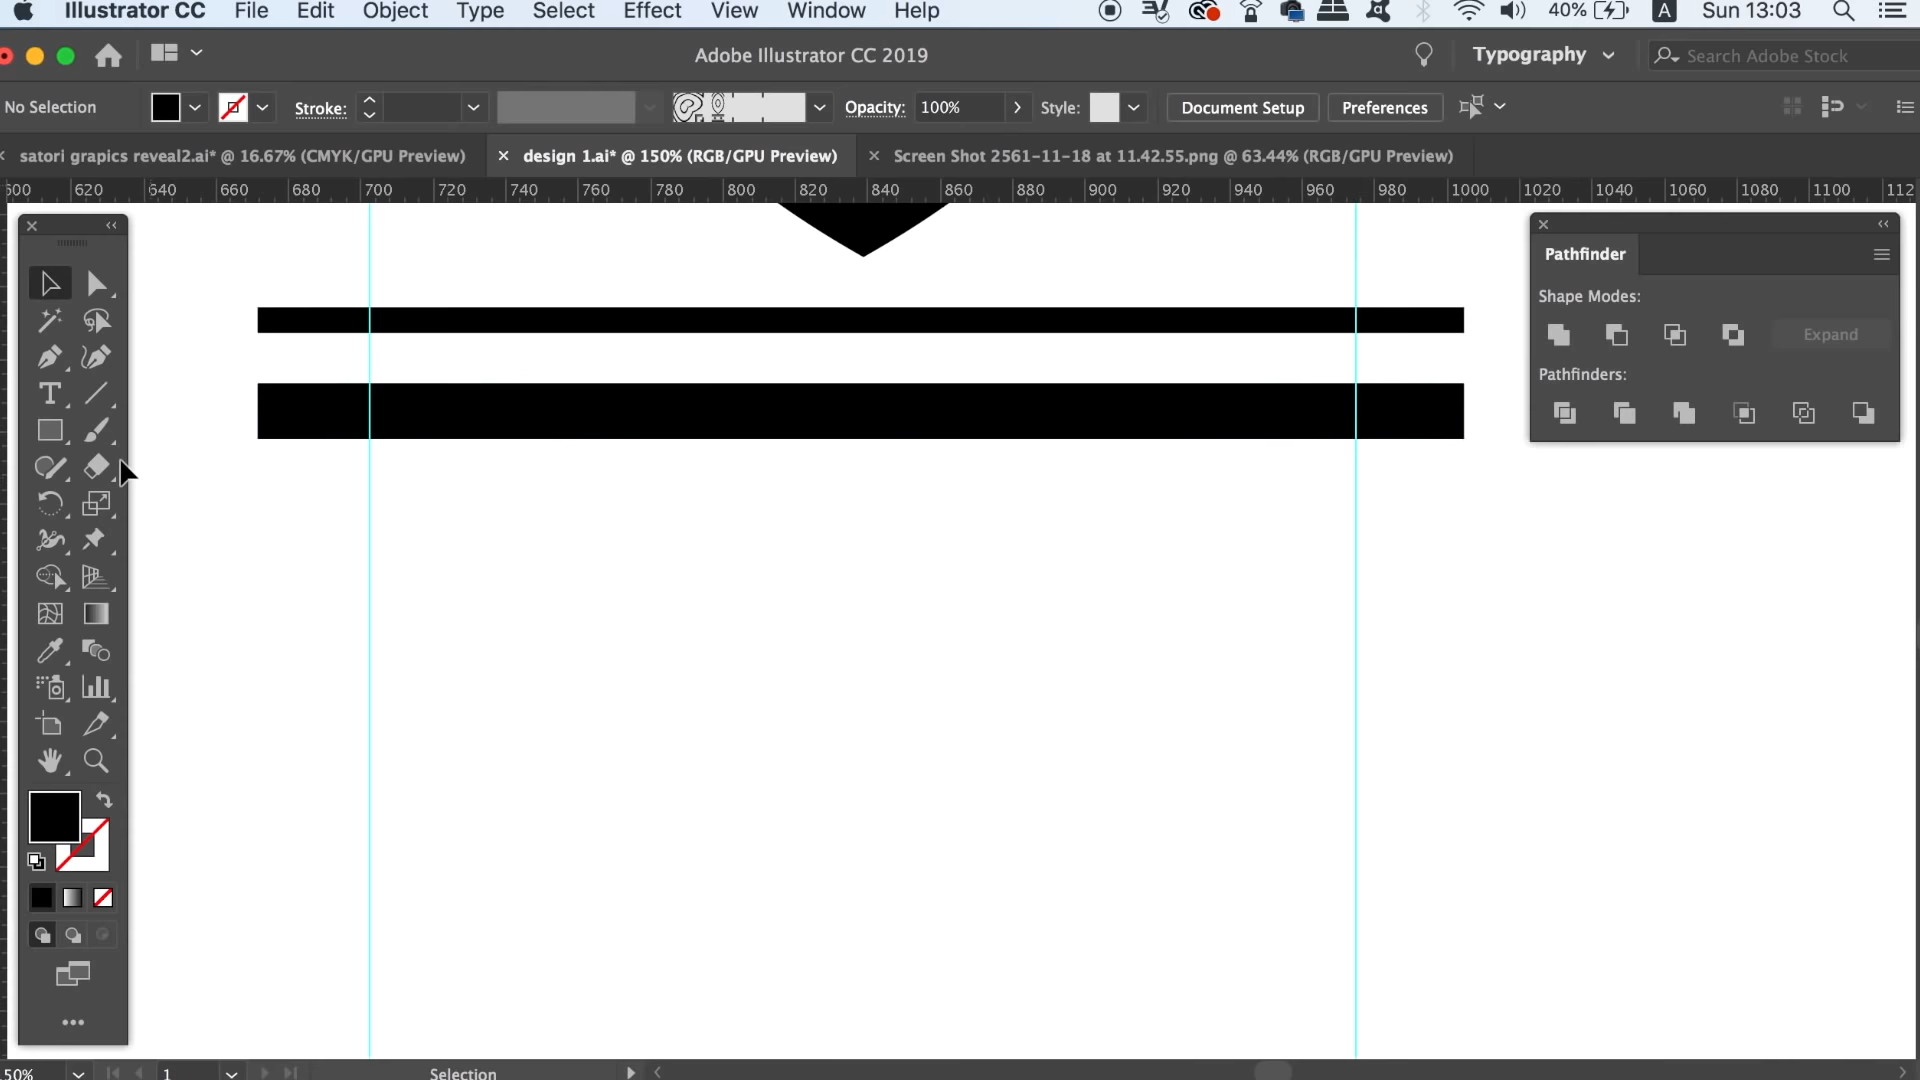 Illustrator CC File Edit Object Type Select Effect View Window Help 40% A Sun 13:03
Adobe Illustrator CC 2019 Typography Search Adobe Stock
No Selection Stroke: Opacity: 100% Style: Document Setup Preferences
satori grapics reveal2.ai* @ 16.67% (CMYK/GPU Preview) design 1.ai* @ 150% (RGB/GPU Preview) Screen Shot 2561-11-18 at 11.42.55.png @ 63.44% (RGB/GPU Preview)
600 620 640 660 680 700 720 740 760 780 800 820 840 860 880 900 920 940 960 980 1000 1020 1040 1060 1080 1100 112
Pathfinder
Shape Modes:
Expand
Pathfinders:
50% 1 Selection